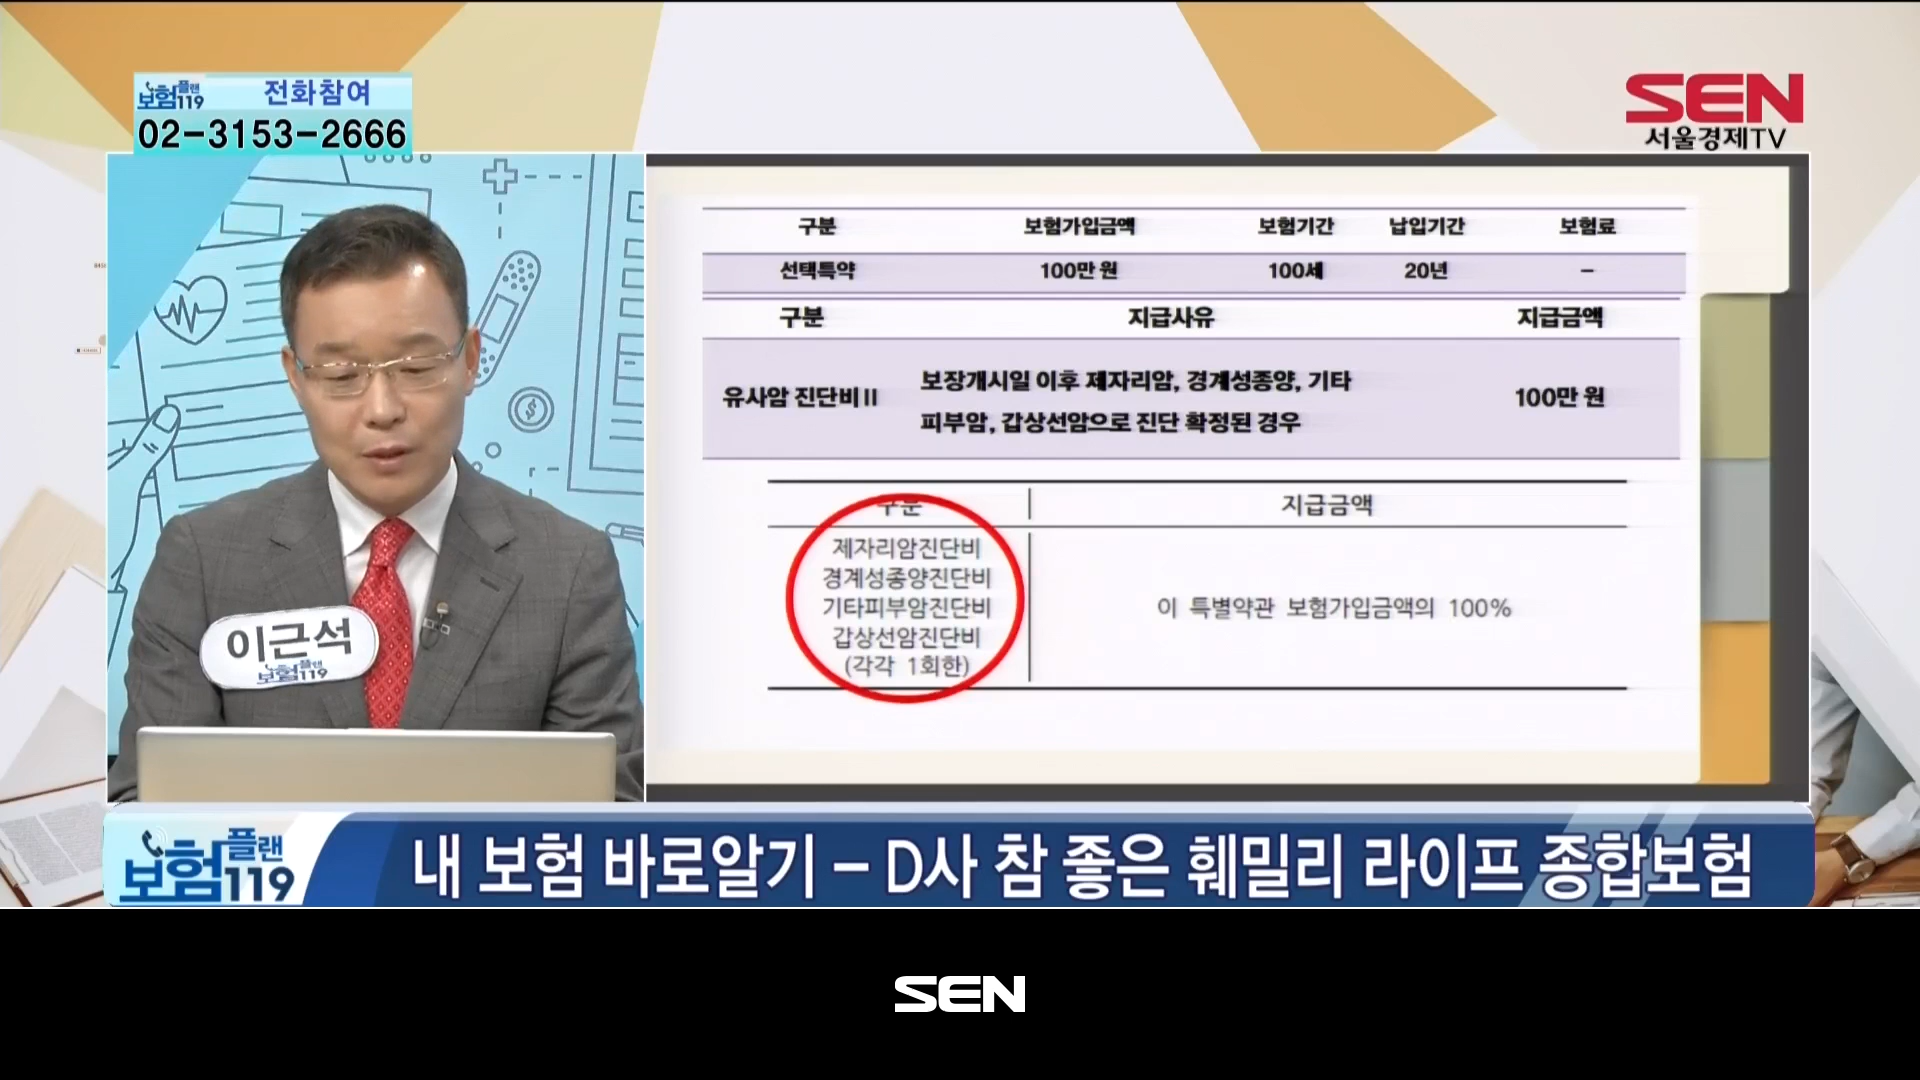 보험플랜119 전화참여
02-3153-2666
SEN
서울경제TV
구분 보험가입금액 보험기간 납입기간 보험료
선택특약 100만 원 100세 20년 –
구분 지급사유 지급금액
유사암 진단비Ⅱ 보장개시일 이후 제자리암, 경계성종양, 기타
피부암, 갑상선암으로 진단 확정된 경우 100만 원
구분 지급금액
제자리암진단비
경계성종양진단비
기타피부암진단비
갑상선암진단비
(각각 1회한)
이 특별약관 보험가입금액의 100%
이근석
보험플랜119
보험플랜119
내 보험 바로알기 – D사 참 좋은 훼밀리 라이프 종합보험
SEN